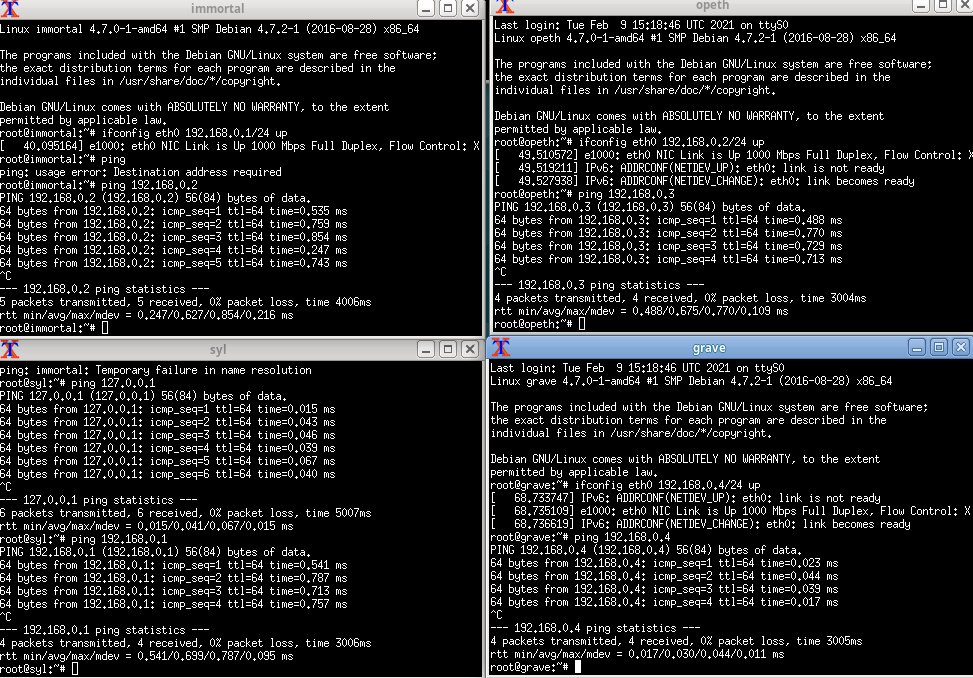 immortal
Linux immortal 4.7.0-1-amd64 #1 SMP Debian 4.7.2-1 (2016-08-28) x86_64
The programs included with the Debian GNU/Linux system are free software;
the exact distribution terms for each program are described in the
individual files in /usr/share/doc/*/copyright.
Debian GNU/Linux comes with ABSOLUTELY NO WARRANTY, to the extent
permitted by applicable law.
root@immortal:~# ifconfig eth0 192.168.0.1/24 up
[   40.095164] e1000: eth0 NIC Link is Up 1000 Mbps Full Duplex, Flow Control: X
root@immortal:~# ping
ping: usage error: Destination address required
root@immortal:~# ping 192.168.0.2
PING 192.168.0.2 (192.168.0.2) 56(84) bytes of data.
64 bytes from 192.168.0.2: icmp_seq=1 ttl=64 time=0.535 ms
64 bytes from 192.168.0.2: icmp_seq=2 ttl=64 time=0.759 ms
64 bytes from 192.168.0.2: icmp_seq=3 ttl=64 time=0.854 ms
64 bytes from 192.168.0.2: icmp_seq=4 ttl=64 time=0.247 ms
64 bytes from 192.168.0.2: icmp_seq=5 ttl=64 time=0.743 ms
^C
--- 192.168.0.2 ping statistics ---
5 packets transmitted, 5 received, 0% packet loss, time 4006ms
rtt min/avg/max/mdev = 0.247/0.627/0.854/0.216 ms
root@immortal:~#
opeth
Last login: Tue Feb  9 15:18:46 UTC 2021 on ttyS0
Linux opeth 4.7.0-1-amd64 #1 SMP Debian 4.7.2-1 (2016-08-28) x86_64
The programs included with the Debian GNU/Linux system are free software;
the exact distribution terms for each program are described in the
individual files in /usr/share/doc/*/copyright.
Debian GNU/Linux comes with ABSOLUTELY NO WARRANTY, to the extent
permitted by applicable law.
root@opeth:~# ifconfig eth0 192.168.0.2/24 up
[   49.510572] e1000: eth0 NIC Link is Up 1000 Mbps Full Duplex, Flow Control: X
[   49.519211] IPv6: ADDRCONF(NETDEV_UP): eth0: link is not ready
[   49.527938] IPv6: ADDRCONF(NETDEV_CHANGE): eth0: link becomes ready
root@opeth:~# ping 192.168.0.3
PING 192.168.0.3 (192.168.0.3) 56(84) bytes of data.
64 bytes from 192.168.0.3: icmp_seq=1 ttl=64 time=0.488 ms
64 bytes from 192.168.0.3: icmp_seq=2 ttl=64 time=0.770 ms
64 bytes from 192.168.0.3: icmp_seq=3 ttl=64 time=0.729 ms
64 bytes from 192.168.0.3: icmp_seq=4 ttl=64 time=0.713 ms
^C
--- 192.168.0.3 ping statistics ---
4 packets transmitted, 4 received, 0% packet loss, time 3004ms
rtt min/avg/max/mdev = 0.488/0.675/0.770/0.109 ms
root@opeth:~#
syl
ping: immortal: Temporary failure in name resolution
root@syl:~# ping 127.0.0.1
PING 127.0.0.1 (127.0.0.1) 56(84) bytes of data.
64 bytes from 127.0.0.1: icmp_seq=1 ttl=64 time=0.015 ms
64 bytes from 127.0.0.1: icmp_seq=2 ttl=64 time=0.043 ms
64 bytes from 127.0.0.1: icmp_seq=3 ttl=64 time=0.046 ms
64 bytes from 127.0.0.1: icmp_seq=4 ttl=64 time=0.039 ms
64 bytes from 127.0.0.1: icmp_seq=5 ttl=64 time=0.067 ms
64 bytes from 127.0.0.1: icmp_seq=6 ttl=64 time=0.040 ms
^C
--- 127.0.0.1 ping statistics ---
6 packets transmitted, 6 received, 0% packet loss, time 5007ms
rtt min/avg/max/mdev = 0.015/0.041/0.067/0.015 ms
root@syl:~# ping 192.168.0.1
PING 192.168.0.1 (192.168.0.1) 56(84) bytes of data.
64 bytes from 192.168.0.1: icmp_seq=1 ttl=64 time=0.541 ms
64 bytes from 192.168.0.1: icmp_seq=2 ttl=64 time=0.787 ms
64 bytes from 192.168.0.1: icmp_seq=3 ttl=64 time=0.713 ms
64 bytes from 192.168.0.1: icmp_seq=4 ttl=64 time=0.757 ms
^C
--- 192.168.0.1 ping statistics ---
4 packets transmitted, 4 received, 0% packet loss, time 3006ms
rtt min/avg/max/mdev = 0.541/0.699/0.787/0.095 ms
root@syl:~#
grave
Last login: Tue Feb  9 15:18:46 UTC 2021 on ttyS0
Linux grave 4.7.0-1-amd64 #1 SMP Debian 4.7.2-1 (2016-08-28) x86_64
The programs included with the Debian GNU/Linux system are free software;
the exact distribution terms for each program are described in the
individual files in /usr/share/doc/*/copyright.
Debian GNU/Linux comes with ABSOLUTELY NO WARRANTY, to the extent
permitted by applicable law.
root@grave:~# ifconfig eth0 192.168.0.4/24 up
[   68.733747] IPv6: ADDRCONF(NETDEV_UP): eth0: link is not ready
[   68.735109] e1000: eth0 NIC Link is Up 1000 Mbps Full Duplex, Flow Control: X
[   68.736619] IPv6: ADDRCONF(NETDEV_CHANGE): eth0: link becomes ready
root@grave:~# ping 192.168.0.4
PING 192.168.0.4 (192.168.0.4) 56(84) bytes of data.
64 bytes from 192.168.0.4: icmp_seq=1 ttl=64 time=0.023 ms
64 bytes from 192.168.0.4: icmp_seq=2 ttl=64 time=0.044 ms
64 bytes from 192.168.0.4: icmp_seq=3 ttl=64 time=0.039 ms
64 bytes from 192.168.0.4: icmp_seq=4 ttl=64 time=0.017 ms
^C
--- 192.168.0.4 ping statistics ---
4 packets transmitted, 4 received, 0% packet loss, time 3005ms
rtt min/avg/max/mdev = 0.017/0.030/0.044/0.011 ms
root@grave:~#